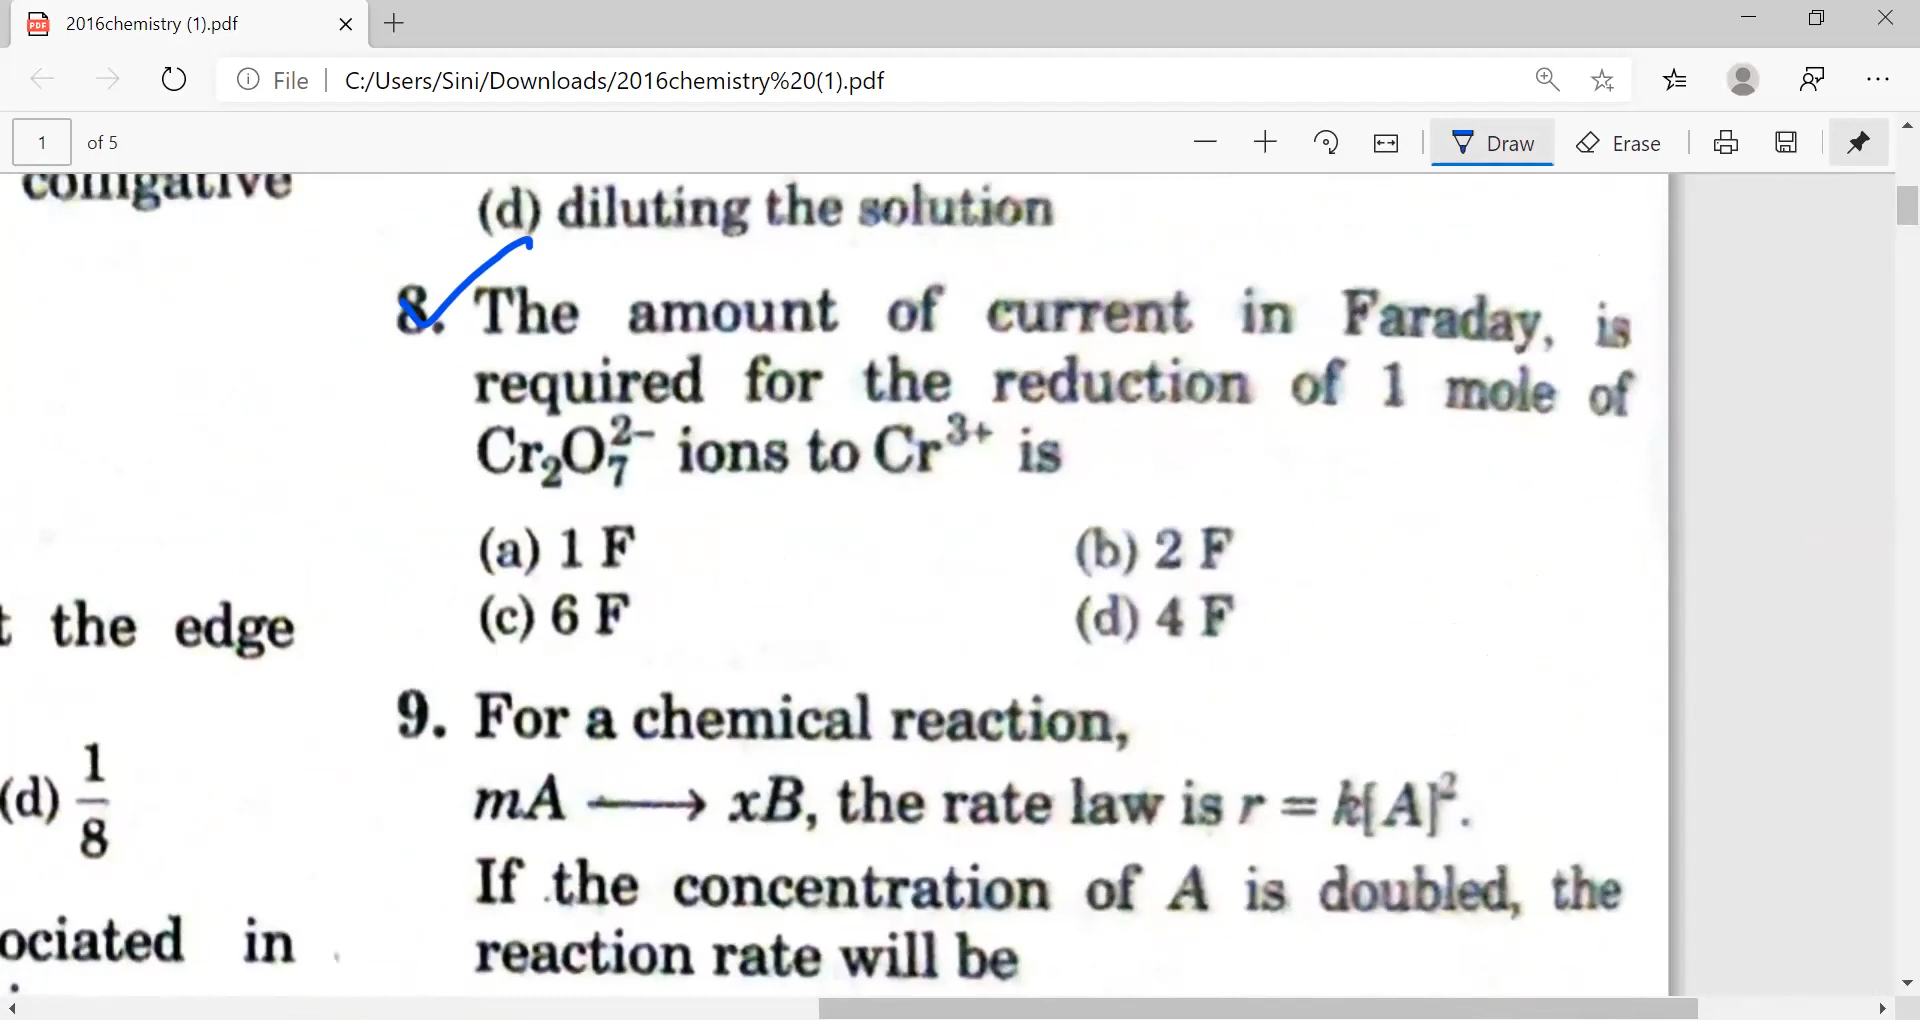 2016chemistry (1).pdf
File | C:/Users/Sini/Downloads/2016chemistry%20(1).pdf
1 of 5
Draw
Erase
colligative
(d) diluting the solution
8. The amount of current in Faraday, is
required for the reduction of 1 mole of
Cr₂O₇²⁻ ions to Cr³⁺ is
(a) 1 F (b) 2 F
(c) 6 F (d) 4 F
t the edge
9. For a chemical reaction,
(d) 1/8
mA ⟶ xB, the rate law is r = k[A]².
If the concentration of A is doubled, the
ociated in
reaction rate will be